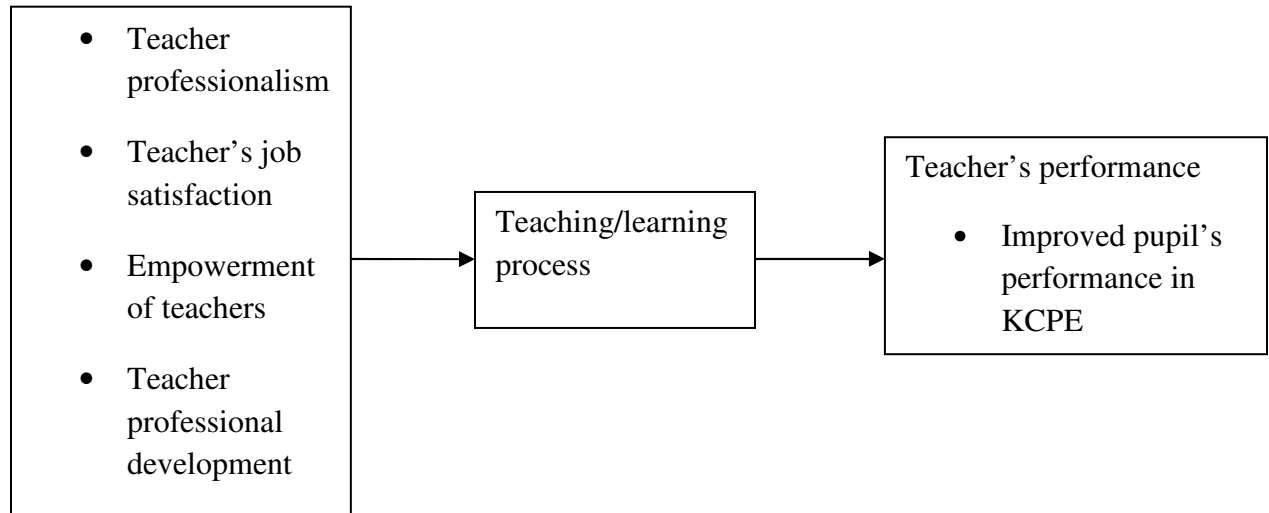 • Teacher
professionalism
• Teacher’s job
satisfaction
• Empowerment
of teachers
• Teacher
professional
development
Teaching/learning
process
Teacher’s performance
• Improved pupil’s
performance in
KCPE